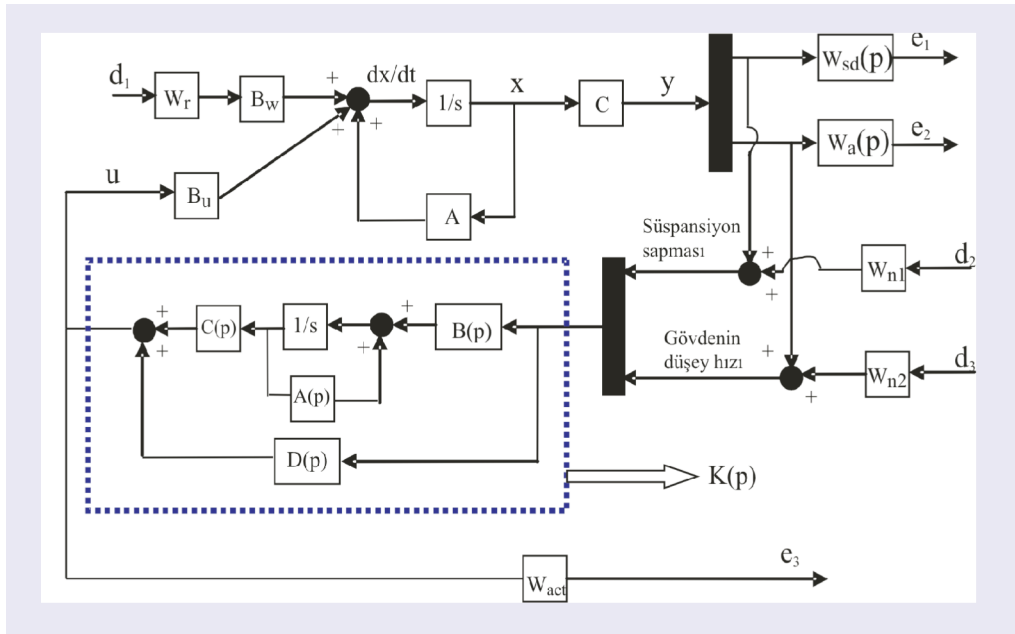 d₁
Wr
Bw
+
+
+
dx/dt
1/s
x
C
y
Wsd(p)
e₁
Wa(p)
e₂
u
Bu
A
Süspansiyon
sapması
+
+
Wn1
d₂
Gövdenin
düşey hızı
+
+
Wn2
d₃
+
+
C(p)
1/s
+
+
B(p)
A(p)
D(p)
K(p)
Wact
e₃